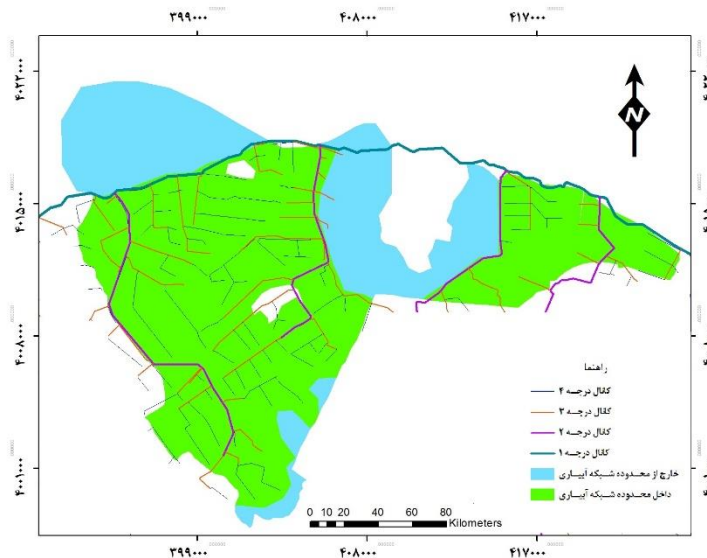 ۳۹۹۰۰۰ ۴۰۸۰۰۰ ۴۱۷۰۰۰
۴۰۲۲۰۰۰
۴۰۱۵۰۰۰
۴۰۰۸۰۰۰
۴۰۰۱۰۰۰
N
راهنما
کانال درجه ۴
کانال درجه ۳
کانال درجه ۲
کانال درجه ۱
خارج از محدوده شبکه آبیاری
داخل محدوده شبکه آبیاری
0 10 20 40 60 80
Kilometers
۳۹۹۰۰۰ ۴۰۸۰۰۰ ۴۱۷۰۰۰